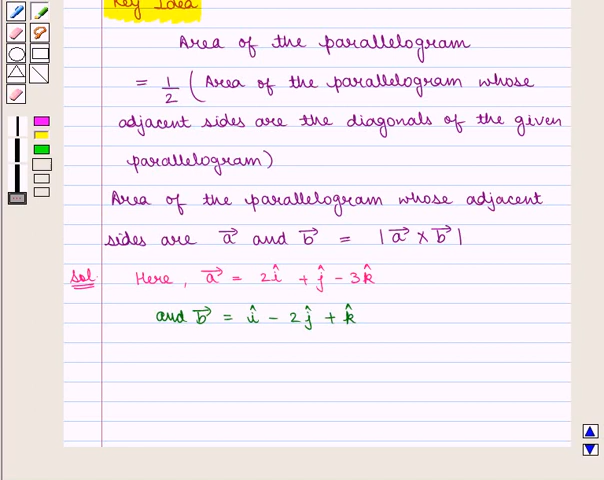 Key Idea
Area of the parallelogram
= 1/2 ( Area of the parallelogram whose
adjacent sides are the diagonals of the given
parallelogram)
Area of the parallelogram whose adjacent
sides are a⃗ and b⃗ = |a⃗ × b⃗|
Sol Here, a⃗ = 2î + ĵ - 3k̂
and b⃗ = î - 2ĵ + k̂